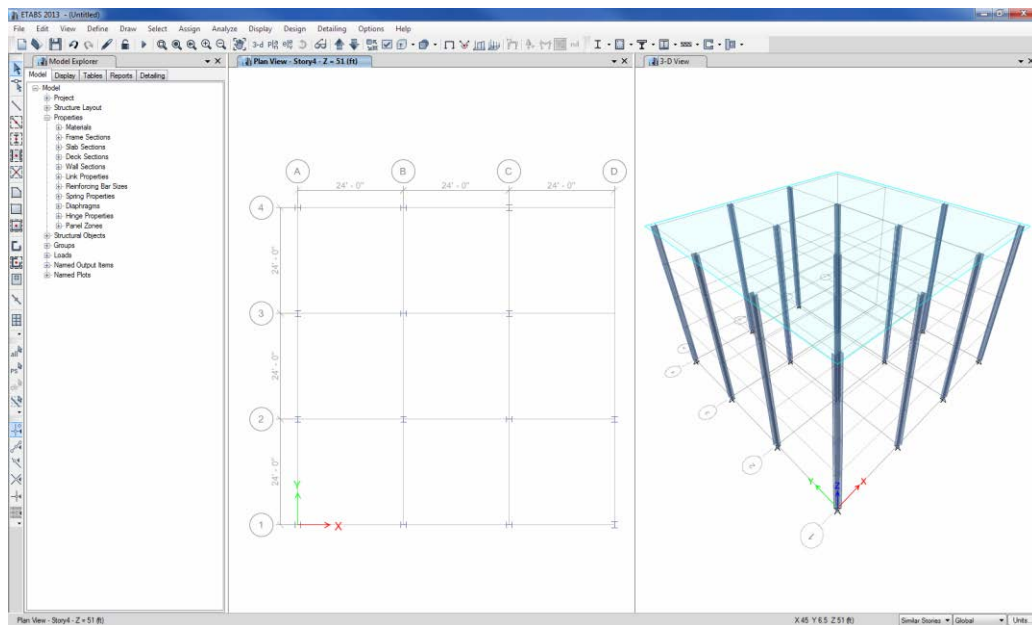 ETABS 2013 - (Untitled)
File Edit View Define Draw Select Assign Analyze Display Design Detailing Options Help
3-d
Model Explorer
Model Display Tables Reports Detailing
Model
Project
Structure Layout
Properties
Materials
Frame Sections
Slab Sections
Deck Sections
Wall Sections
Link Properties
Reinforcing Bar Sizes
Spring Properties
Diaphragms
Hinge Properties
Panel Zones
Structural Objects
Groups
Loads
Named Output Items
Named Plots
Plan View - Story4 - Z = 51 (ft)
A B C D
24' - 0" 24' - 0" 24' - 0"
4
24' - 0"
3
24' - 0"
2
24' - 0"
Y
1 X
3-D View
Y Z X
1
Plan View - Story4 - Z = 51 (ft) X 45 Y 6.5 Z 51 (ft) Similar Stories Global Units